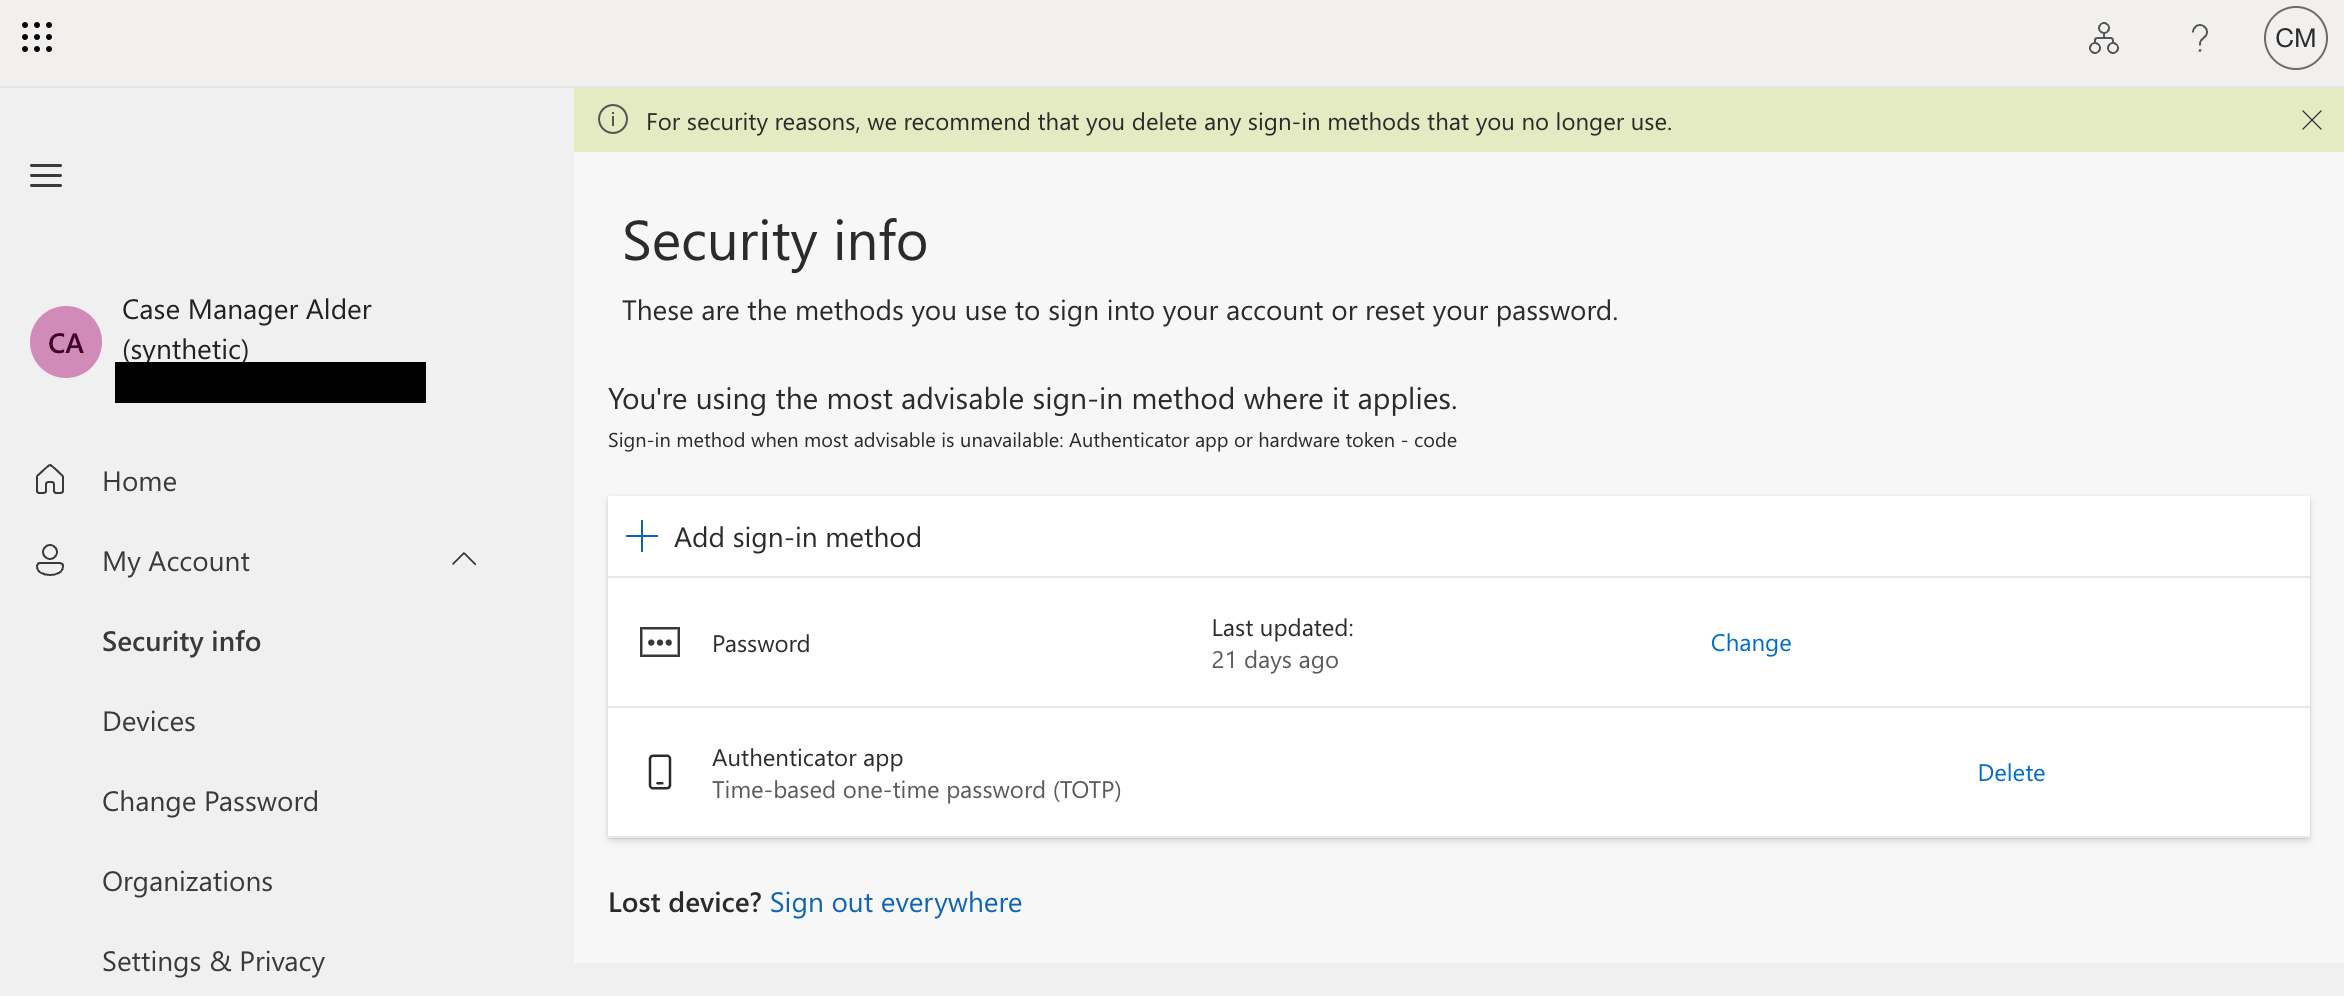 CM
For security reasons, we recommend that you delete any sign-in methods that you no longer use.
Security info
These are the methods you use to sign into your account or reset your password.
CA
Case Manager Alder
(synthetic)
You're using the most advisable sign-in method where it applies.
Sign-in method when most advisable is unavailable: Authenticator app or hardware token - code
Home
My Account
Security info
Devices
Change Password
Organizations
Settings & Privacy
Add sign-in method
Password
Last updated:
21 days ago
Change
Authenticator app
Time-based one-time password (TOTP)
Delete
Lost device? Sign out everywhere